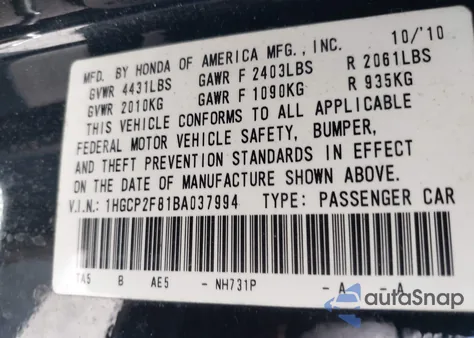 MFD. BY HONDA OF AMERICA MFG., INC. 10/'10
GVWR 4431LBS GAWR F 2403LBS R 2061LBS
GVWR 2010KG GAWR F 1090KG R 935KG
THIS VEHICLE CONFORMS TO ALL APPLICABLE
FEDERAL MOTOR VEHICLE SAFETY, BUMPER,
AND THEFT PREVENTION STANDARDS IN EFFECT
ON THE DATE OF MANUFACTURE SHOWN ABOVE.
V.I.N.: 1HGCP2F81BA037994 TYPE: PASSENGER CAR
TA5 B AE5 - NH731P - A - A
autoSnap